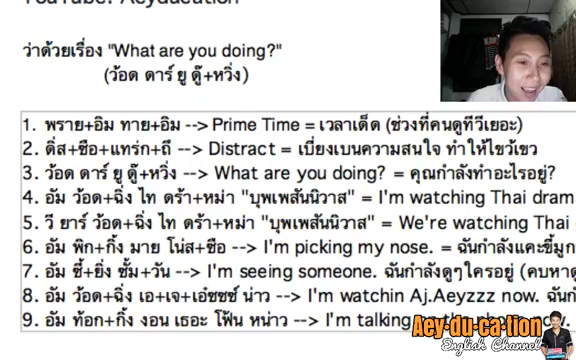 YouTube: Aeyducation
ว่าด้วยเรื่อง "What are you doing?"
(ว้อด ดาร์ ยู ดู๊+หวิ่ง)
1. พราย+อิม ทาย+อิม --> Prime Time = เวลาเด็ด (ช่วงที่คนดูทีวีเยอะ)
2. ดิ่ส+ชือ+แทร่ก+ถึ --> Distract = เบี่ยงเบนความสนใจ ทำให้ไขว้เขว
3. ว้อด ดาร์ ยู ดู๊+หวิ่ง --> What are you doing? = คุณกำลังทำอะไรอยู่?
4. อัม ว้อด+ฉิ่ง ไท ดร้า+หม่า "บุพเพสันนิวาส" = I'm watching Thai dram
5. วี ยาร์ ว้อด+ฉิ่ง ไท ดร้า+หม่า "บุพเพสันนิวาส" = We're watching Thai
6. อัม พิก+กิ้ง มาย โน่ส+ซือ --> I'm picking my nose. = ฉันกำลังแคะขี้มูก
7. อัม ซี้+ยิ่ง ซั้ม+วัน --> I'm seeing someone. ฉันกำลังดูๆใครอยู่ (คบหาดู
8. อัม ว้อด+ฉิ่ง เอ+เจ+เอ๋ซซซ์ น่าว --> I'm watchin Aj.Aeyzzz now. ฉันกำ
9. อัม ท้อก+กิ้ง งอน เธอะ โฟ้น หน่าว --> I'm talking now.
Aey-du-ca-tion
English Channel